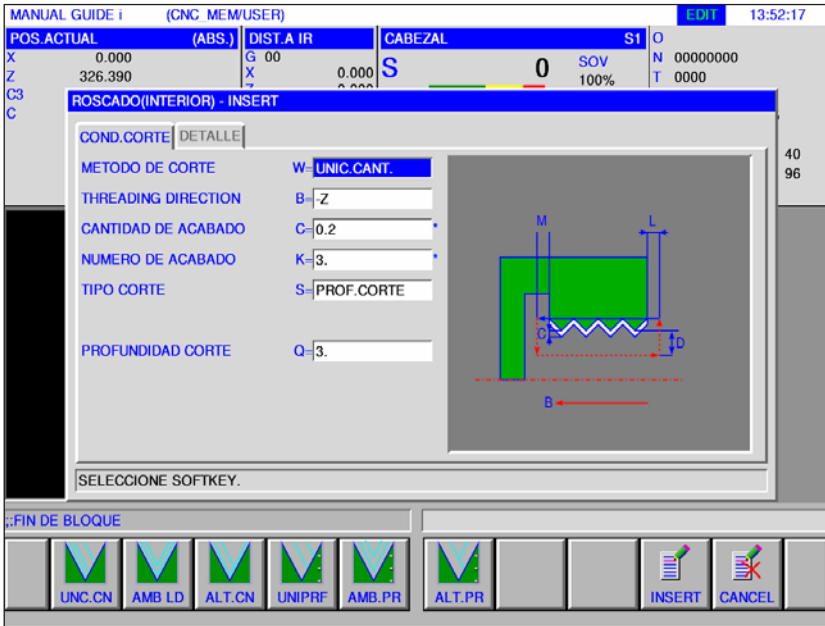 MANUAL GUIDE i (CNC_MEM/USER) EDIT 13:52:17
POS.ACTUAL (ABS.) DIST.A IR CABEZAL S1 O
X 0.000 G 00 N 00000000
Z 326.390 X 0.000 S 0 SOV 100% T 0000
C3
C
ROSCADO(INTERIOR) - INSERT
COND.CORTE DETALLE
METODO DE CORTE W= UNIC.CANT.
THREADING DIRECTION B= -Z
CANTIDAD DE ACABADO C= 0.2 *
NUMERO DE ACABADO K= 3. *
TIPO CORTE S= PROF.CORTE
PROFUNDIDAD CORTE Q= 3.
M L
C D
B
40
96
SELECCIONE SOFTKEY.
;:FIN DE BLOQUE
UNC.CN AMB LD ALT.CN UNIPRF AMB.PR ALT.PR INSERT CANCEL